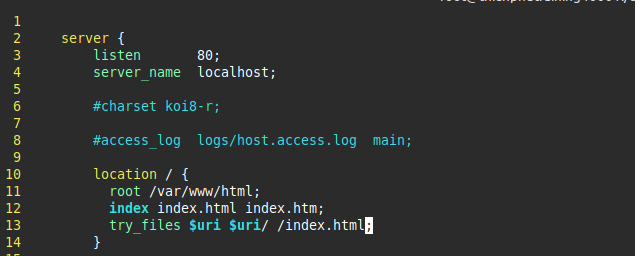 1
2 server {
3 listen 80;
4 server_name localhost;
5
6 #charset koi8-r;
7
8 #access_log logs/host.access.log main;
9
10 location / {
11 root /var/www/html;
12 index index.html index.htm;
13 try_files $uri $uri/ /index.html;
14 }